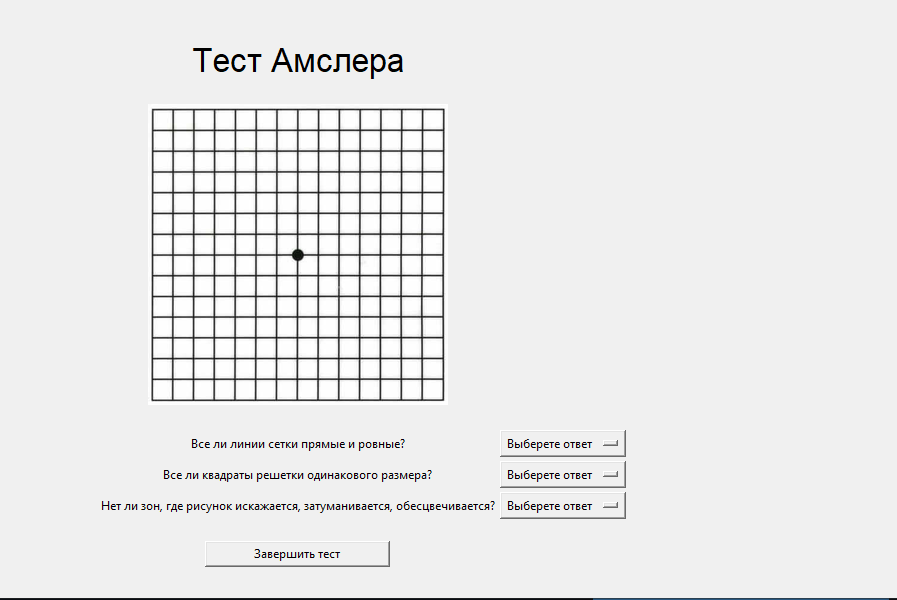 Тест Амслера
Все ли линии сетки прямые и ровные? Выберете ответ
Все ли квадраты решетки одинакового размера? Выберете ответ
Нет ли зон, где рисунок искажается, затуманивается, обесцвечивается? Выберете ответ
Завершить тест